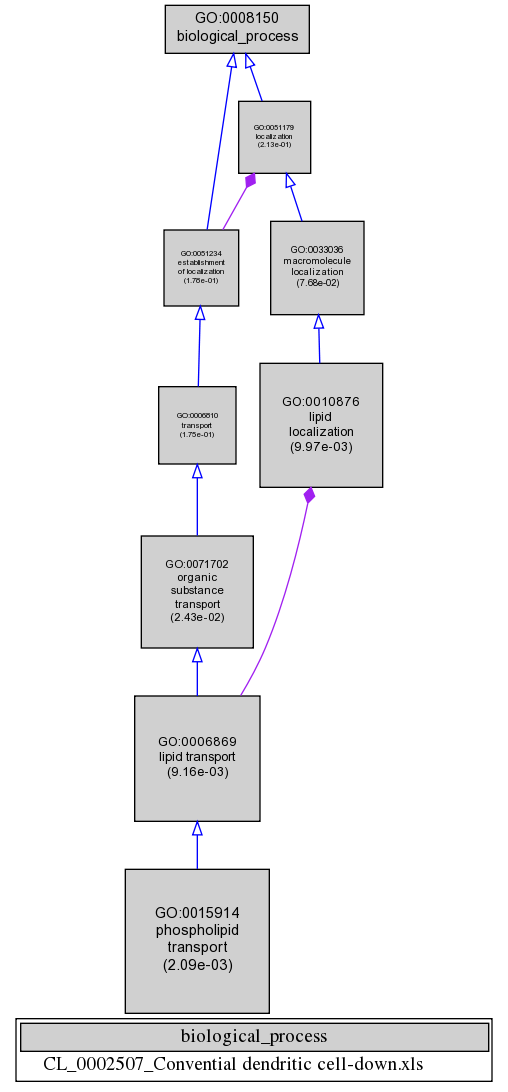 GO:0008150
biological_process
GO:0051179
localization
(2.13e-01)
GO:0051234
establishment
of localization
(1.78e-01)
GO:0033036
macromolecule
localization
(7.68e-02)
GO:0006810
transport
(1.75e-01)
GO:0010876
lipid
localization
(9.97e-03)
GO:0071702
organic
substance
transport
(2.43e-02)
GO:0006869
lipid transport
(9.16e-03)
GO:0015914
phospholipid
transport
(2.09e-03)
biological_process
CL_0002507_Convential dendritic cell-down.xls